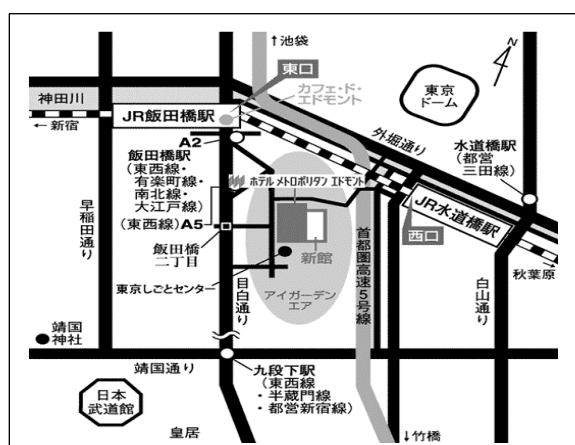 ↑池袋
N
東口
神田川
JR飯田橋駅
カフェ・ド・
エドモント
東京
ドーム
←新宿
A2
外堀通り
水道橋駅
(都営
三田線)
飯田橋駅
(東西線・
有楽町線・
南北線・
大江戸線)
ホテル メトロポリタン エドモント
JR水道橋駅
早稲田通り
(東西線)A5
西口
飯田橋
二丁目
新館
秋葉原
→
東京しごとセンター
目白通り
首都圏高速5号線
白山通り
アイガーデン
エア
靖国
神社
靖国通り
九段下駅
(東西線
・半蔵門線
・都営新宿線)
日本
武道館
皇居
↓竹橋